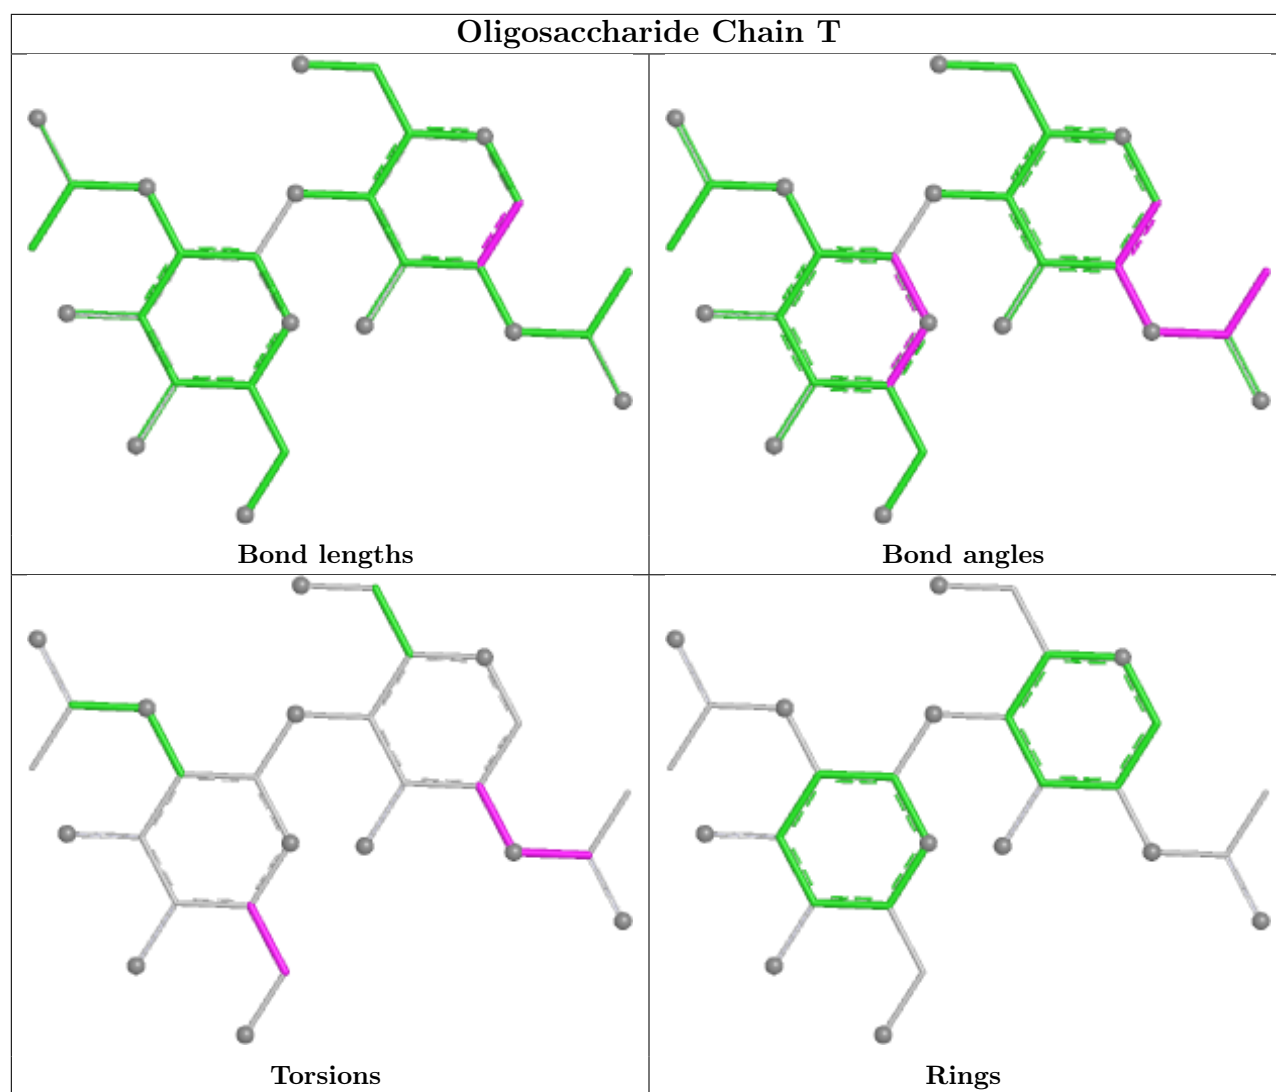 Oligosaccharide Chain T
Bond lengths
Bond angles
Torsions
Rings